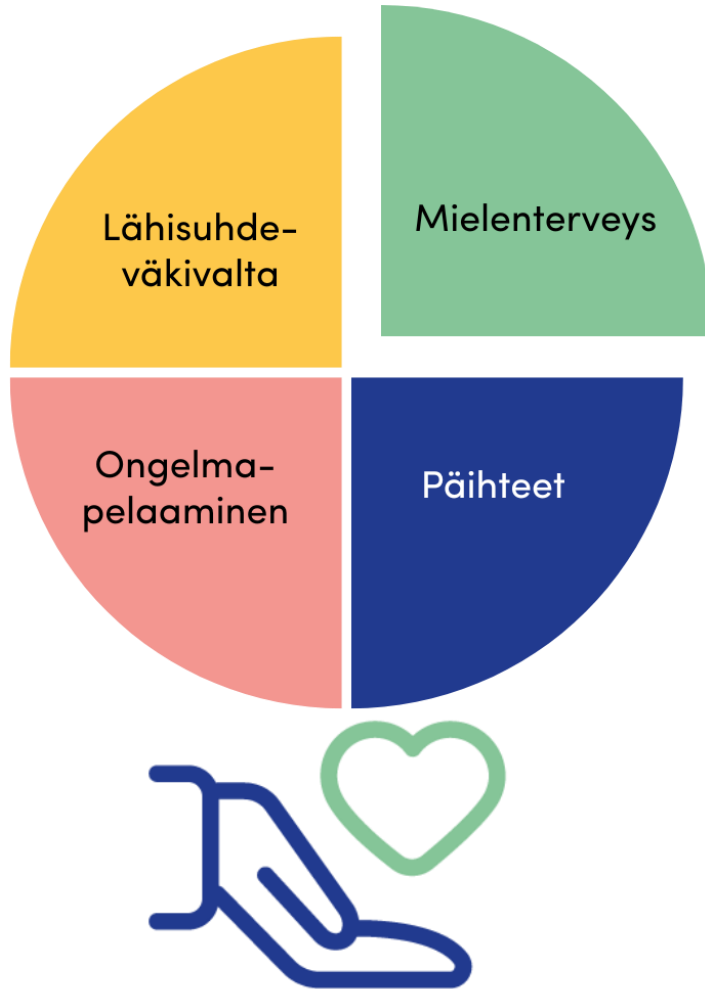 Lähisuhde-
väkivalta
Mielenterveys
Ongelma-
pelaaminen
Päihteet